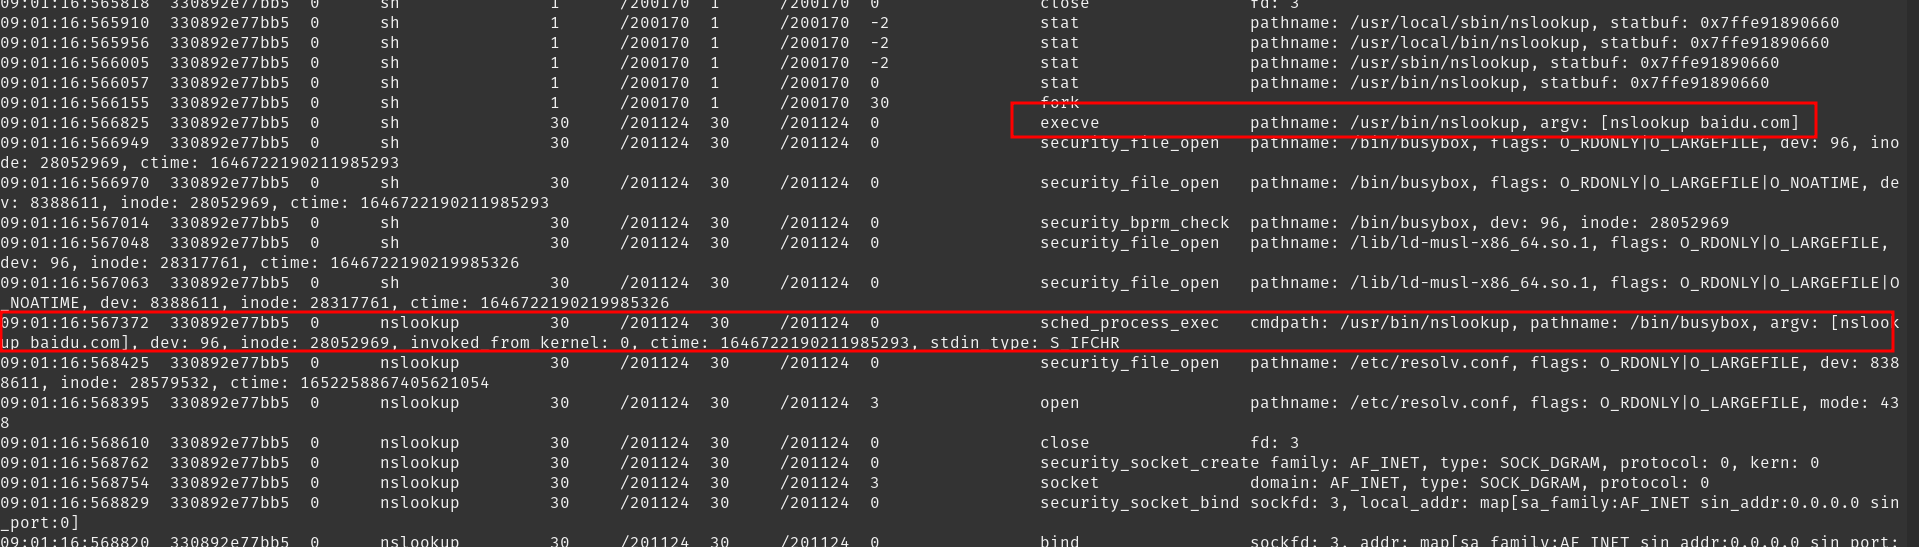 09:01:16:565818  330892e77bb5  0      sh               1      /200170  1      /200170  0                close                fd: 3
09:01:16:565910  330892e77bb5  0      sh               1      /200170  1      /200170  -2               stat                 pathname: /usr/local/sbin/nslookup, statbuf: 0x7ffe91890660
09:01:16:565956  330892e77bb5  0      sh               1      /200170  1      /200170  -2               stat                 pathname: /usr/local/bin/nslookup, statbuf: 0x7ffe91890660
09:01:16:566005  330892e77bb5  0      sh               1      /200170  1      /200170  -2               stat                 pathname: /usr/sbin/nslookup, statbuf: 0x7ffe91890660
09:01:16:566057  330892e77bb5  0      sh               1      /200170  1      /200170  0                stat                 pathname: /usr/bin/nslookup, statbuf: 0x7ffe91890660
09:01:16:566155  330892e77bb5  0      sh               1      /200170  1      /200170  30               fork
09:01:16:566825  330892e77bb5  0      sh               30     /201124  30     /201124  0                execve               pathname: /usr/bin/nslookup, argv: [nslookup baidu.com]
09:01:16:566949  330892e77bb5  0      sh               30     /201124  30     /201124  0                security_file_open   pathname: /bin/busybox, flags: O_RDONLY|O_LARGEFILE, dev: 96, ino
de: 28052969, ctime: 1646722190211985293
09:01:16:566970  330892e77bb5  0      sh               30     /201124  30     /201124  0                security_file_open   pathname: /bin/busybox, flags: O_RDONLY|O_LARGEFILE|O_NOATIME, de
v: 8388611, inode: 28052969, ctime: 1646722190211985293
09:01:16:567014  330892e77bb5  0      sh               30     /201124  30     /201124  0                security_bprm_check  pathname: /bin/busybox, dev: 96, inode: 28052969
09:01:16:567048  330892e77bb5  0      sh               30     /201124  30     /201124  0                security_file_open   pathname: /lib/ld-musl-x86_64.so.1, flags: O_RDONLY|O_LARGEFILE,
dev: 96, inode: 28317761, ctime: 1646722190219985326
09:01:16:567063  330892e77bb5  0      sh               30     /201124  30     /201124  0                security_file_open   pathname: /lib/ld-musl-x86_64.so.1, flags: O_RDONLY|O_LARGEFILE|O
_NOATIME, dev: 8388611, inode: 28317761, ctime: 1646722190219985326
09:01:16:567372  330892e77bb5  0      nslookup         30     /201124  30     /201124  0                sched_process_exec   cmdpath: /usr/bin/nslookup, pathname: /bin/busybox, argv: [nslook
up baidu.com], dev: 96, inode: 28052969, invoked_from_kernel: 0, ctime: 1646722190211985293, stdin_type: S_IFCHR
09:01:16:568425  330892e77bb5  0      nslookup         30     /201124  30     /201124  0                security_file_open   pathname: /etc/resolv.conf, flags: O_RDONLY|O_LARGEFILE, dev: 838
8611, inode: 28579532, ctime: 1652258867405621054
09:01:16:568395  330892e77bb5  0      nslookup         30     /201124  30     /201124  3                open                 pathname: /etc/resolv.conf, flags: O_RDONLY|O_LARGEFILE, mode: 43
8
09:01:16:568610  330892e77bb5  0      nslookup         30     /201124  30     /201124  0                close                fd: 3
09:01:16:568762  330892e77bb5  0      nslookup         30     /201124  30     /201124  0                security_socket_create family: AF_INET, type: SOCK_DGRAM, protocol: 0, kern: 0
09:01:16:568754  330892e77bb5  0      nslookup         30     /201124  30     /201124  3                socket               domain: AF_INET, type: SOCK_DGRAM, protocol: 0
09:01:16:568829  330892e77bb5  0      nslookup         30     /201124  30     /201124  0                security_socket_bind sockfd: 3, local_addr: map[sa_family:AF_INET sin_addr:0.0.0.0 sin
_port:0]
09:01:16:568820  330892e77bb5  0      nslookup         30     /201124  30     /201124  0                bind                 sockfd: 3, addr: map[sa_family:AF_INET sin_addr:0.0.0.0 sin_port: